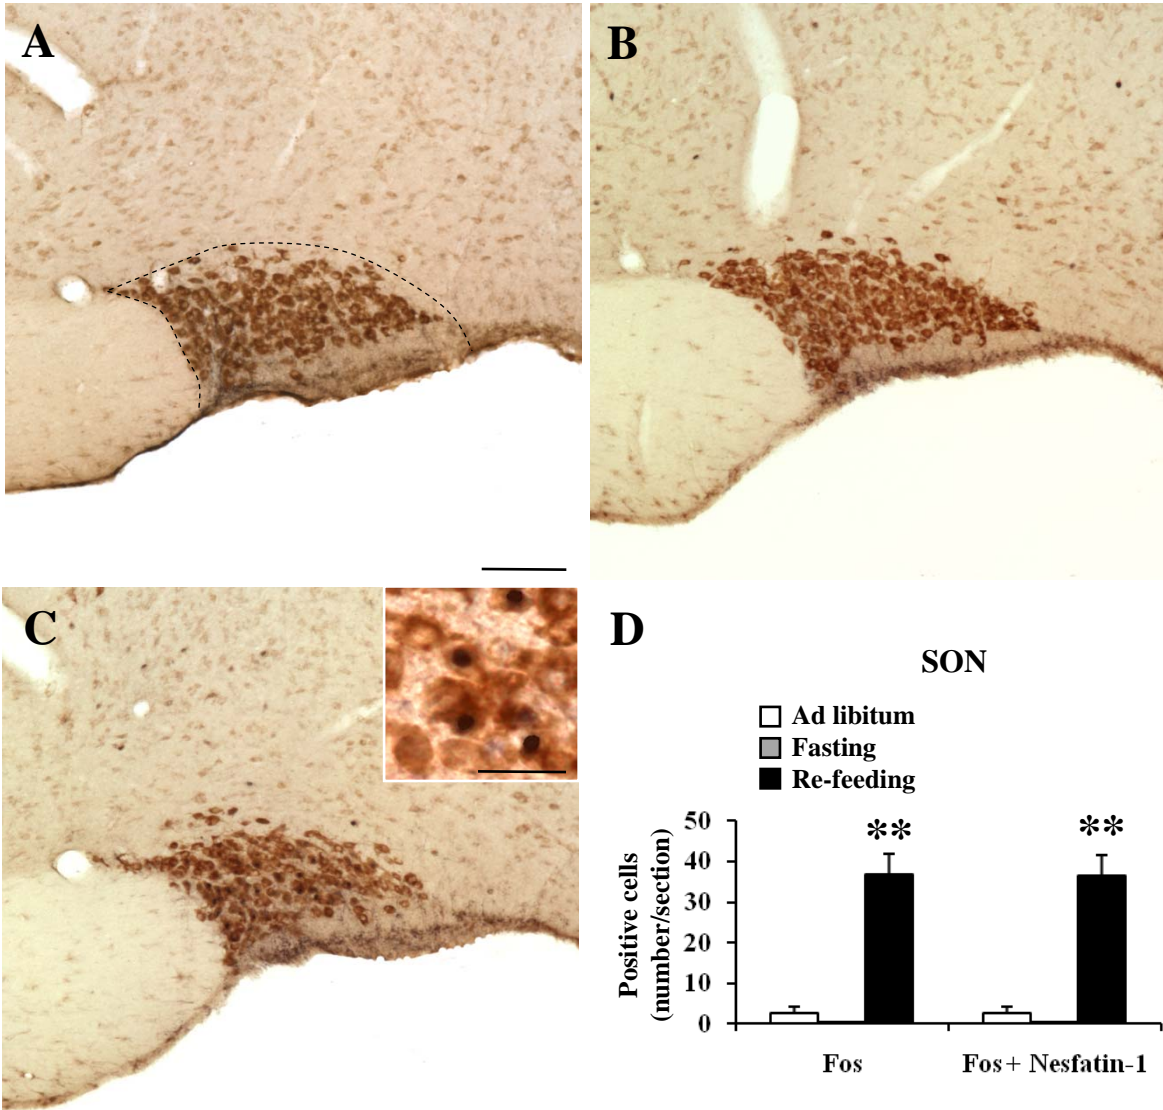 A
B
C
D
SON
Ad libitum
Fasting
Re-feeding
Positive cells
(number/section)
50
40
30
20
10
0
**
**
Fos
Fos+ Nesfatin-1